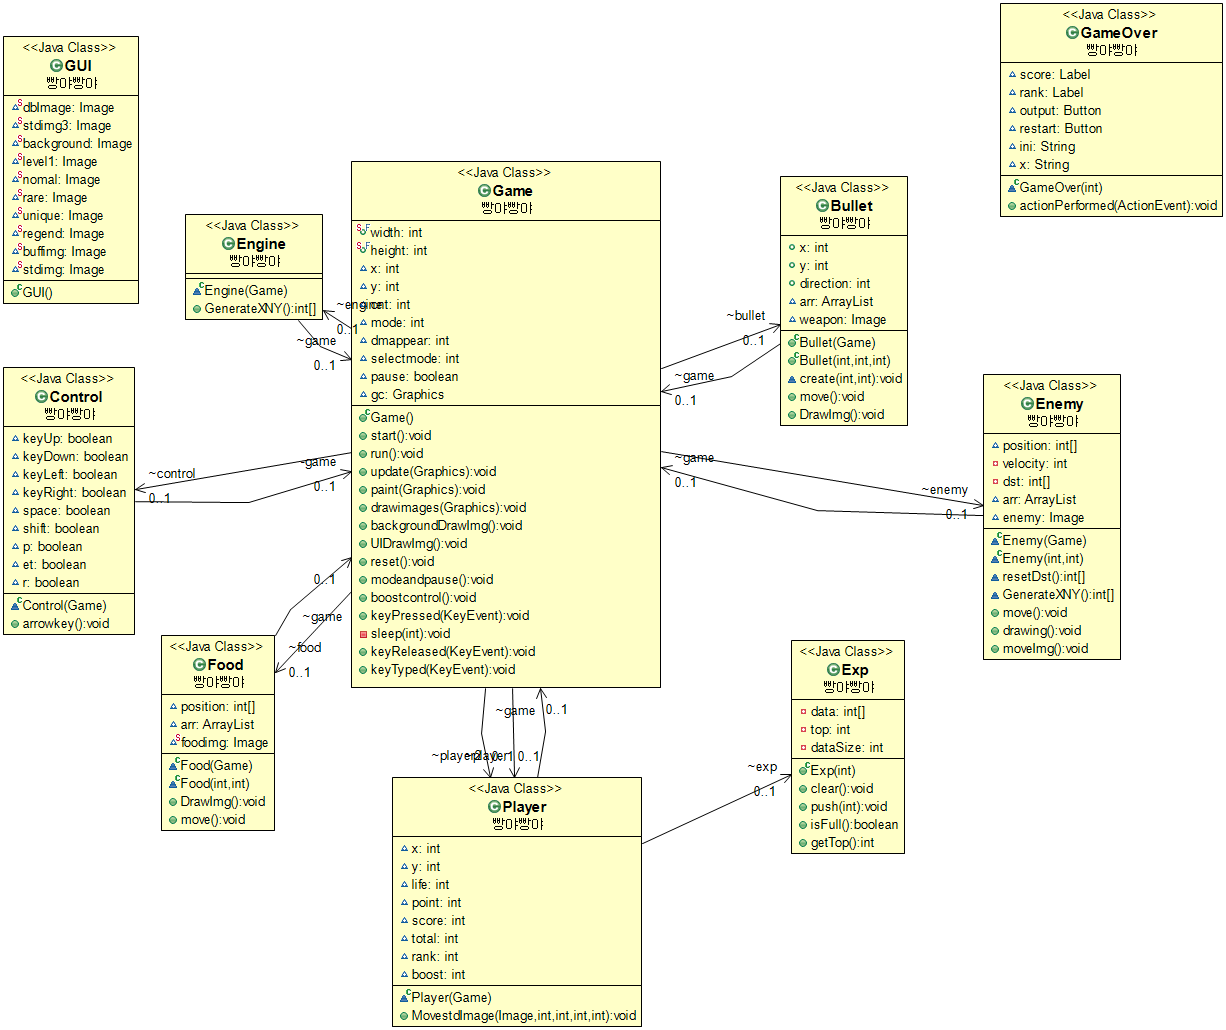 <<Java Class>>
GUI
빵야빵야
dbImage: Image
stdimg3: Image
background: Image
level1: Image
nomal: Image
rare: Image
unique: Image
regend: Image
buffimg: Image
stdimg: Image
GUI()
<<Java Class>>
GameOver
빵야빵야
score: Label
rank: Label
output: Button
restart: Button
ini: String
x: String
GameOver(int)
actionPerformed(ActionEvent):void
<<Java Class>>
Engine
빵야빵야
Engine(Game)
GenerateXNY():int[]
~engine
0..1
~game
0..1
<<Java Class>>
Game
빵야빵야
width: int
height: int
x: int
y: int
cnt: int
mode: int
dmappear: int
selectmode: int
pause: boolean
gc: Graphics
Game()
start():void
run():void
update(Graphics):void
paint(Graphics):void
drawimages(Graphics):void
backgroundDrawImg():void
UIDrawImg():void
reset():void
modeandpause():void
boostcontrol():void
keyPressed(KeyEvent):void
sleep(int):void
keyReleased(KeyEvent):void
keyTyped(KeyEvent):void
<<Java Class>>
Bullet
빵야빵야
x: int
y: int
direction: int
arr: ArrayList
weapon: Image
Bullet(Game)
Bullet(int,int,int)
create(int,int):void
move():void
DrawImg():void
~bullet
0..1
~game
0..1
<<Java Class>>
Control
빵야빵야
keyUp: boolean
keyDown: boolean
keyLeft: boolean
keyRight: boolean
space: boolean
shift: boolean
p: boolean
et: boolean
r: boolean
Control(Game)
arrowkey():void
~control
0..1
~game
0..1
<<Java Class>>
Enemy
빵야빵야
position: int[]
velocity: int
dst: int[]
arr: ArrayList
enemy: Image
Enemy(Game)
Enemy(int,int)
resetDst():int[]
GenerateXNY():int[]
move():void
drawing():void
moveImg():void
~game
0..1
~enemy
0..1
<<Java Class>>
Food
빵야빵야
position: int[]
arr: ArrayList
foodimg: Image
Food(Game)
Food(int,int)
DrawImg():void
move():void
0..1
~game
~food
0..1
<<Java Class>>
Exp
빵야빵야
data: int[]
top: int
dataSize: int
Exp(int)
clear():void
push(int):void
isFull():boolean
getTop():int
~exp
0..1
~game
0..1
~player2
~player
0..1
0..1
<<Java Class>>
Player
빵야빵야
x: int
y: int
life: int
point: int
score: int
total: int
rank: int
boost: int
Player(Game)
MovestdImage(Image,int,int,int,int):void